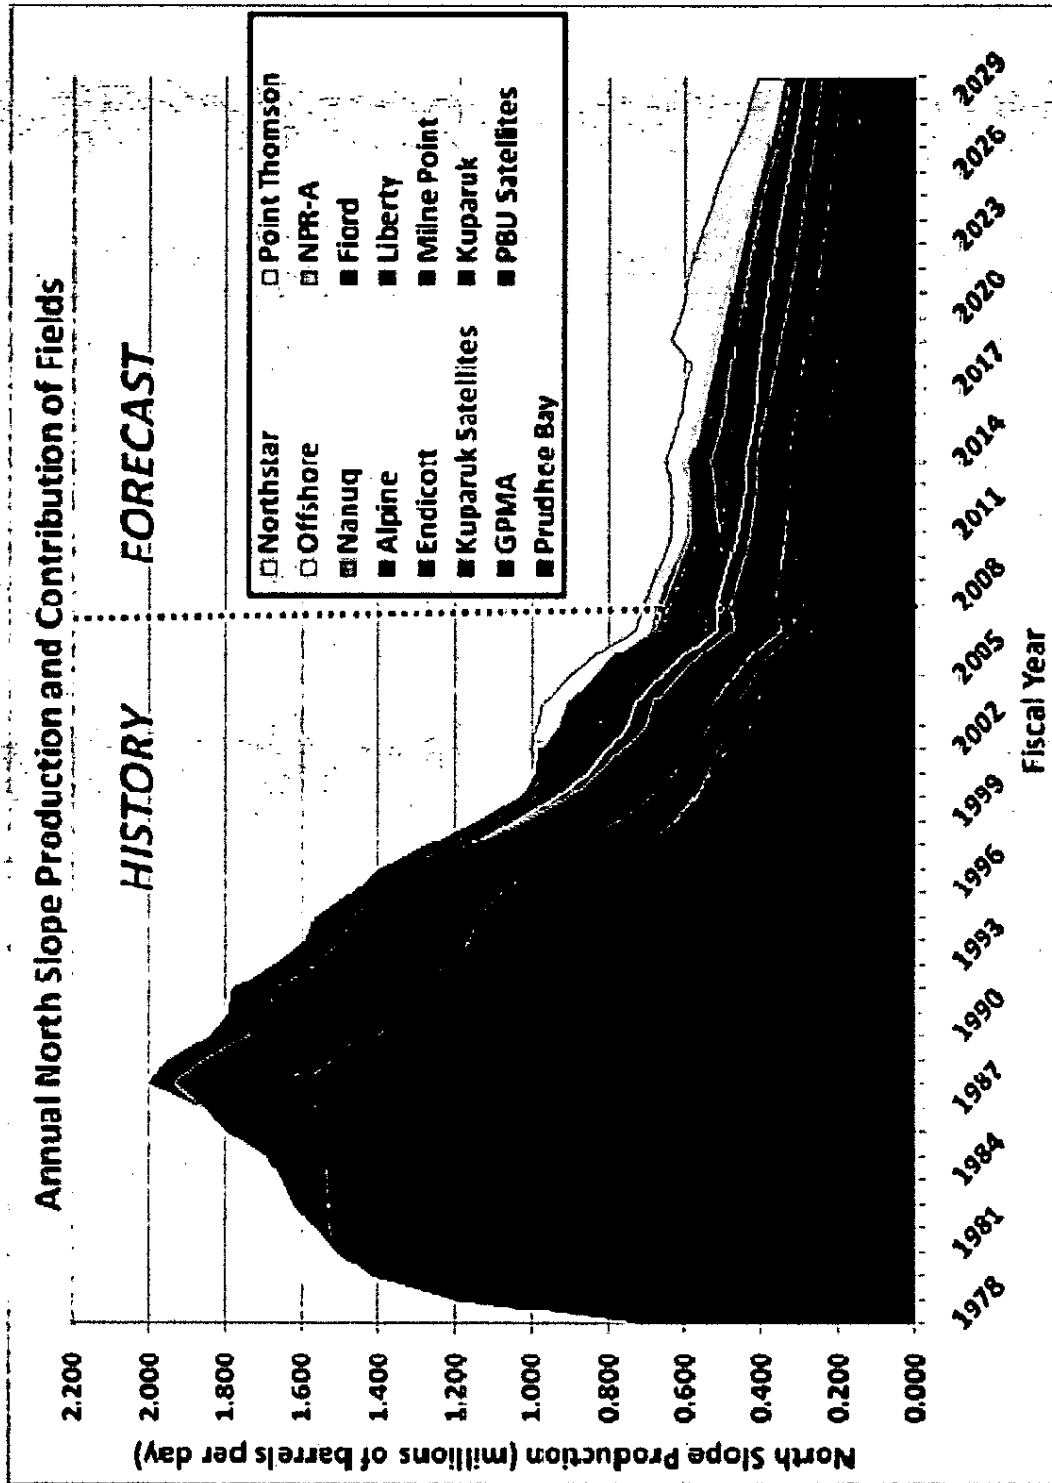 Annual North Slope Production and Contribution of Fields
HISTORY
FORECAST
Northstar
Point Thomson
Offshore
NPR-A
Nanuq
Fiord
Alpine
Liberty
Endicott
Milne Point
Kuparuk Satellites
Kuparuk
GPMA
PBU Satellites
Prudhoe Bay
North Slope Production (millions of barrels per day)
2.200
2.000
1.800
1.600
1.400
1.200
1.000
0.800
0.600
0.400
0.200
0.000
1978
1981
1984
1987
1990
1993
1996
1999
2002
2005
2008
2011
2014
2017
2020
2023
2026
2029
Fiscal Year